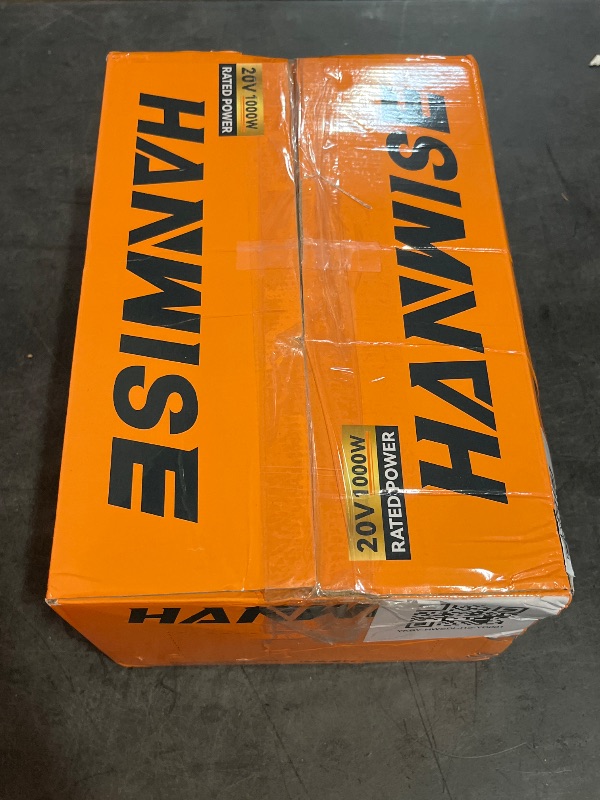 HANWISE
20V 1000W
RATED POWER
HANWISE
20V 1000W
RATED POWER